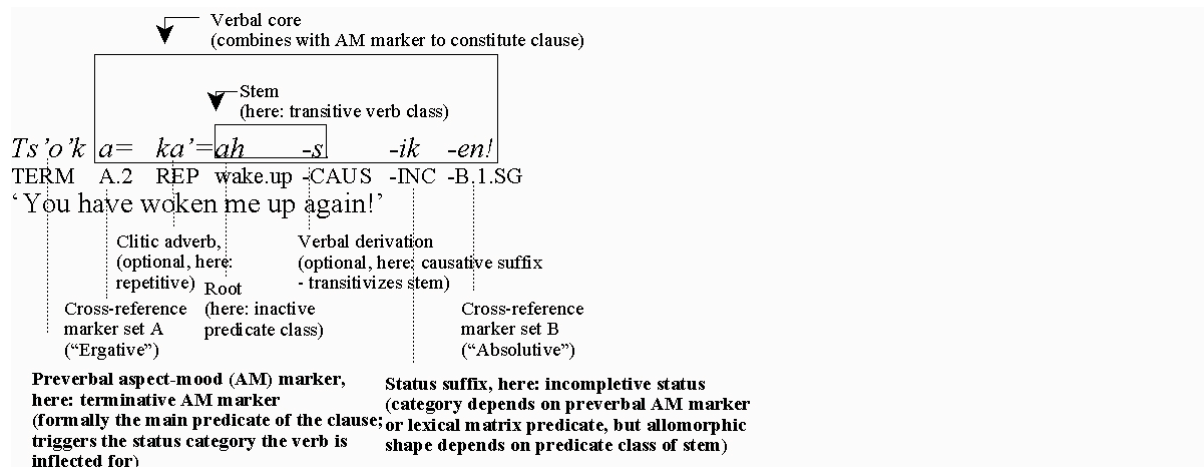 Verbal core
(combines with AM marker to constitute clause)
Stem
(here: transitive verb class)
Ts'o'k a= ka'=ah -s -ik -en!
TERM A.2 REP wake.up -CAUS -INC -B.1.SG
‘You have woken me up again!’
Clitic adverb,
(optional, here:
repetitive)
Verbal derivation
(optional, here: causative suffix
- transitivizes stem)
Root
(here: inactive
predicate class)
Cross-reference
marker set A
(“Ergative”)
Cross-reference
marker set B
(“Absolutive”)
Preverbal aspect-mood (AM) marker,
here: terminative AM marker
(formally the main predicate of the clause;
triggers the status category the verb is
inflected for)
Status suffix, here: incompletive status
(category depends on preverbal AM marker
or lexical matrix predicate, but allomorphic
shape depends on predicate class of stem)